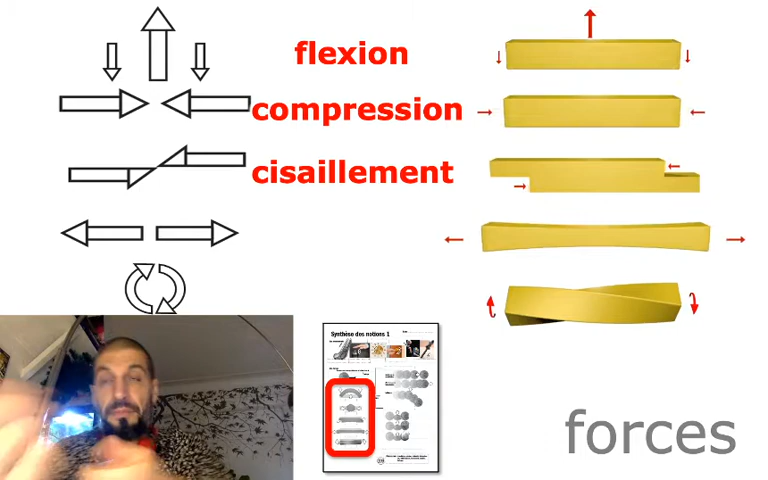 flexion
compression
cisaillement
Synthèse des notions 1
forces